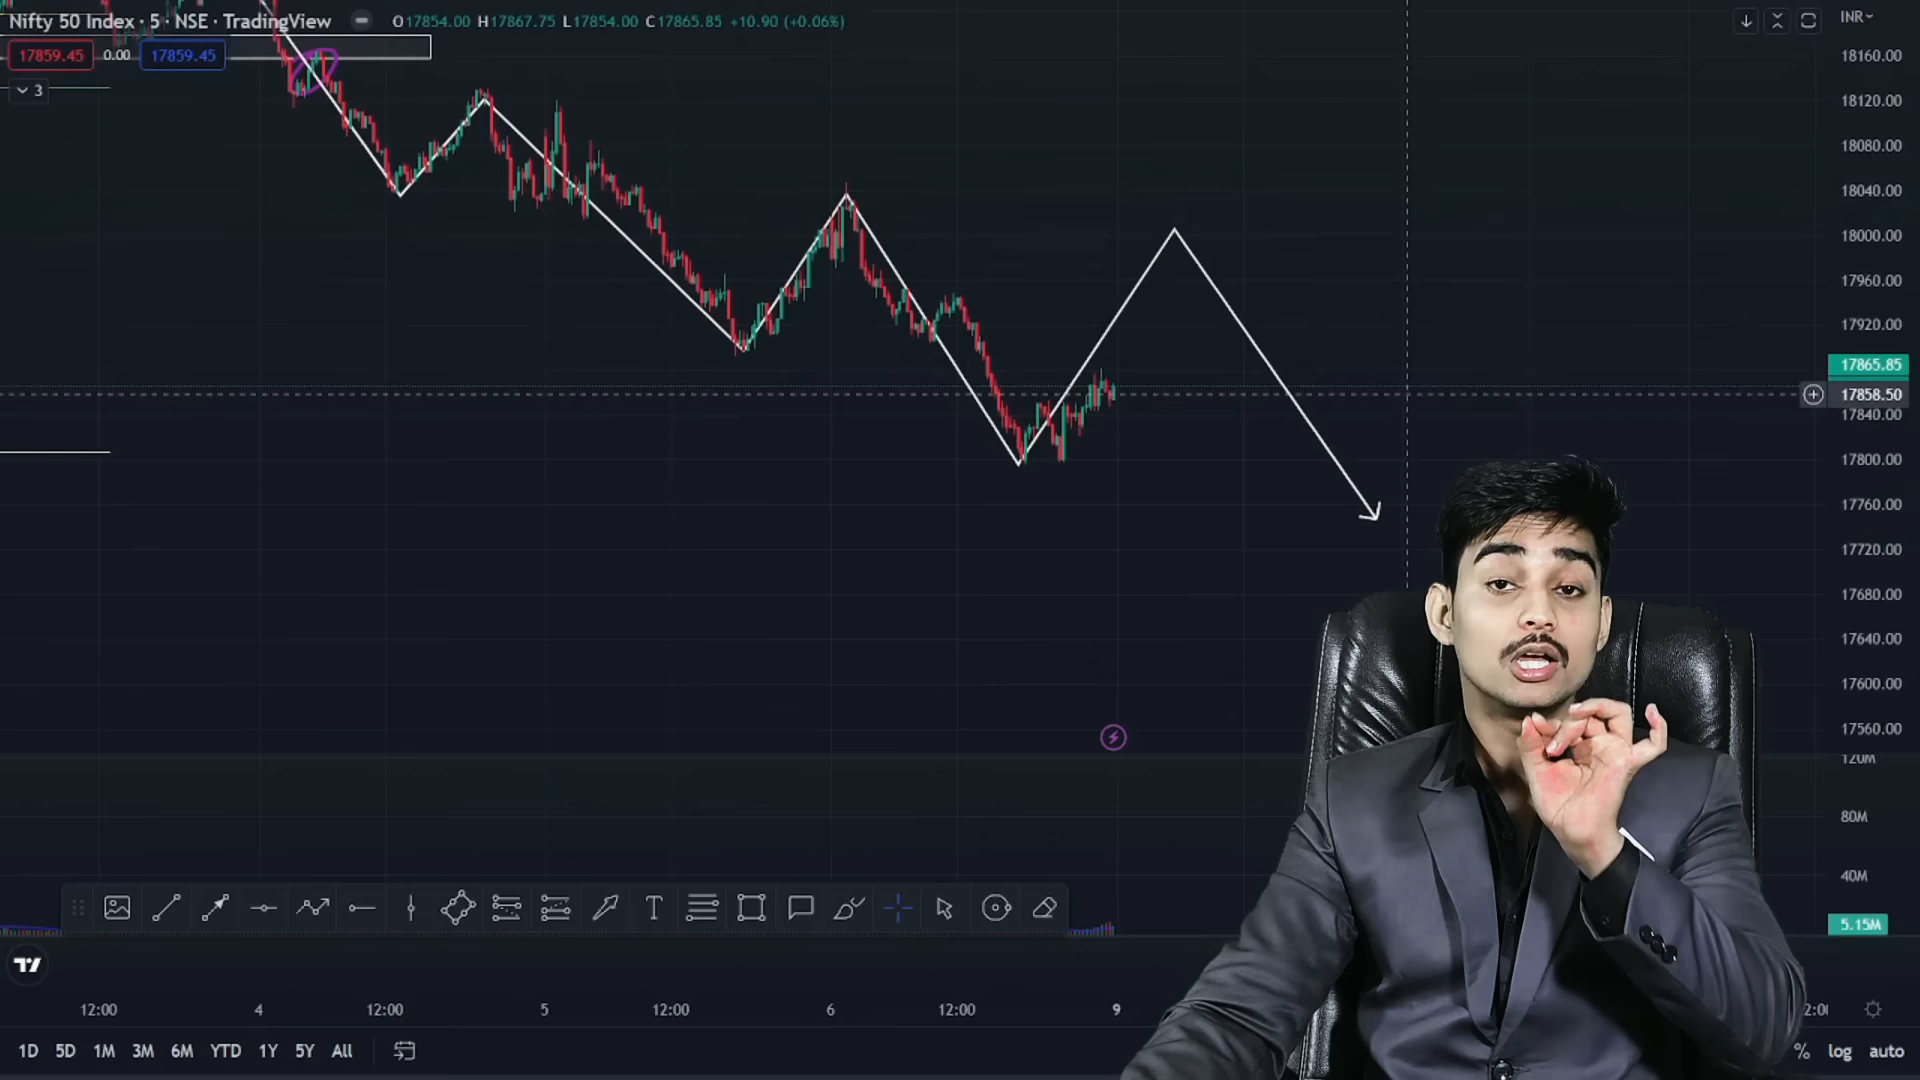 Nifty 50 Index · 5 · NSE · TradingView O17854.00 H17867.75 L17854.00 C17865.85 +10.90 (+0.06%)
INR
17859.45 0.00 17859.45
3
18160.00
18120.00
18080.00
18040.00
18000.00
17960.00
17920.00
17865.85
17858.50
17840.00
17800.00
17760.00
17720.00
17680.00
17640.00
17600.00
17560.00
120M
80M
40M
5.15M
12:00 4 12:00 5 12:00 6 12:00 9
1D 5D 1M 3M 6M YTD 1Y 5Y All
% log auto